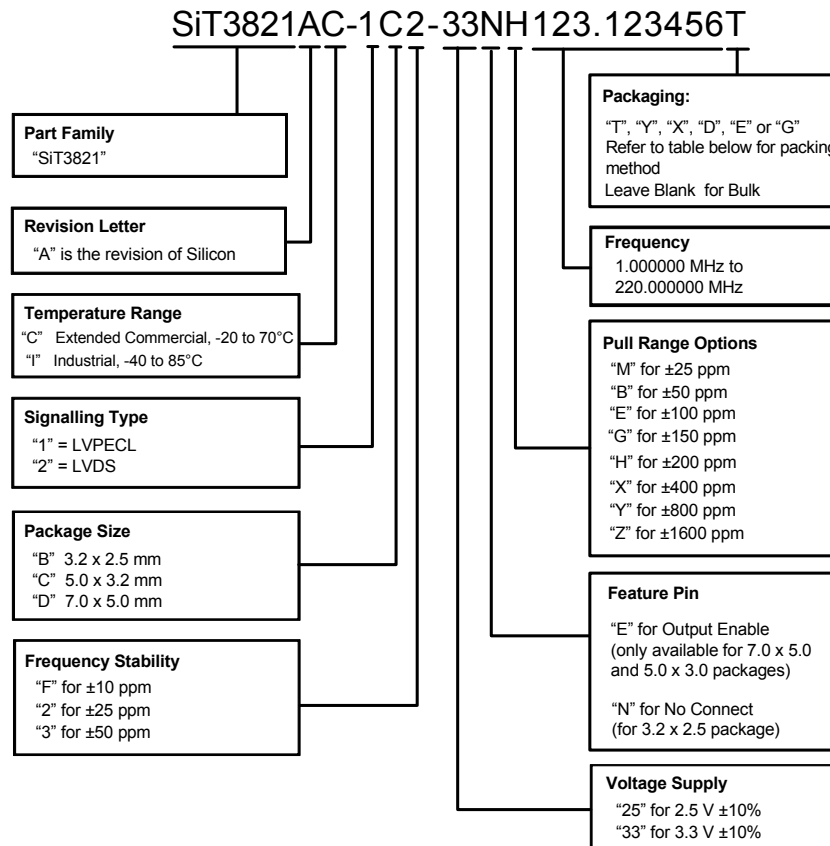 SiT3821AC-1C2-33NH123.123456T
Part Family
“SiT3821”
Revision Letter
“A” is the revision of Silicon
Temperature Range
“C” Extended Commercial, -20 to 70°C
“I” Industrial, -40 to 85°C
Signalling Type
“1” = LVPECL
“2” = LVDS
Package Size
“B” 3.2 x 2.5 mm
“C” 5.0 x 3.2 mm
“D” 7.0 x 5.0 mm
Frequency Stability
“F” for ±10 ppm
“2” for ±25 ppm
“3” for ±50 ppm
Packaging:
“T”, “Y”, “X”, “D”, “E” or “G”
Refer to table below for packing
method
Leave Blank for Bulk
Frequency
1.000000 MHz to
220.000000 MHz
Pull Range Options
“M” for ±25 ppm
“B” for ±50 ppm
“E” for ±100 ppm
“G” for ±150 ppm
“H” for ±200 ppm
“X” for ±400 ppm
“Y” for ±800 ppm
“Z” for ±1600 ppm
Feature Pin
“E” for Output Enable
(only available for 7.0 x 5.0
and 5.0 x 3.0 packages)
“N” for No Connect
(for 3.2 x 2.5 package)
Voltage Supply
“25” for 2.5 V ±10%
“33” for 3.3 V ±10%